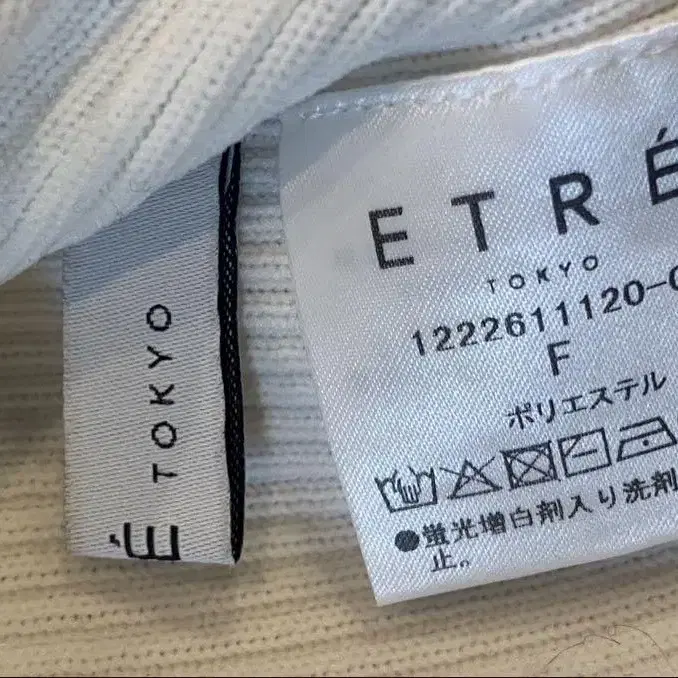 É
TOKYO
ETRÉ
TOKYO
1222611120-0
F
ポリエステル
●蛍光増白剤入り洗剤
止。